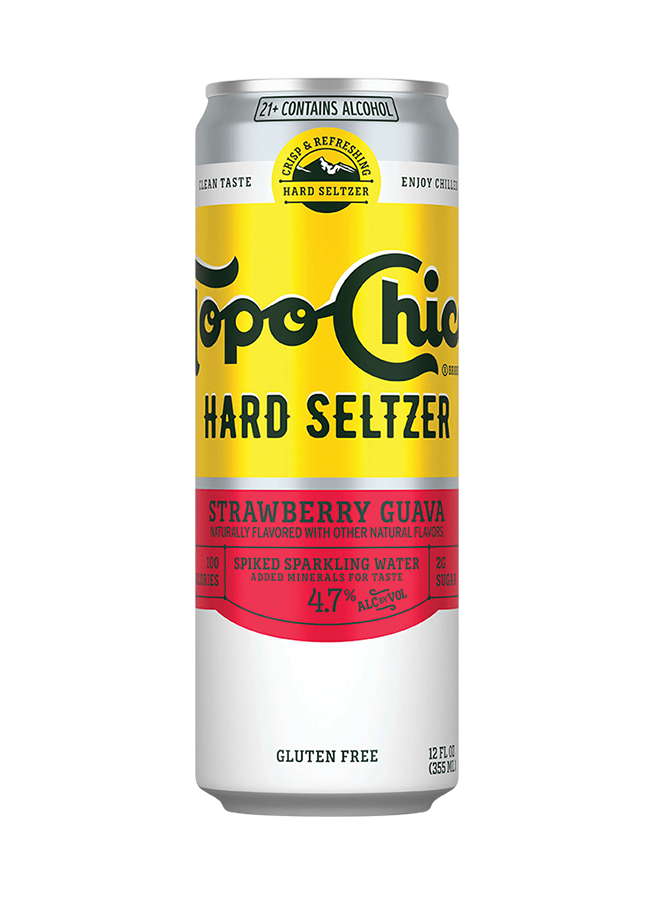 21+ CONTAINS ALCOHOL
CRISP & REFRESHING
HARD SELTZER
CLEAN TASTE
ENJOY CHILLED
Topo Chic
HARD SELTZER
STRAWBERRY GUAVA
NATURALLY FLAVORED WITH OTHER NATURAL FLAVORS
100
SPIKED SPARKLING WATER
ADDED MINERALS FOR TASTE
2G
SUGAR
4.7% ALC BY VOL
GLUTEN FREE
12 FL OZ
(355 ML)